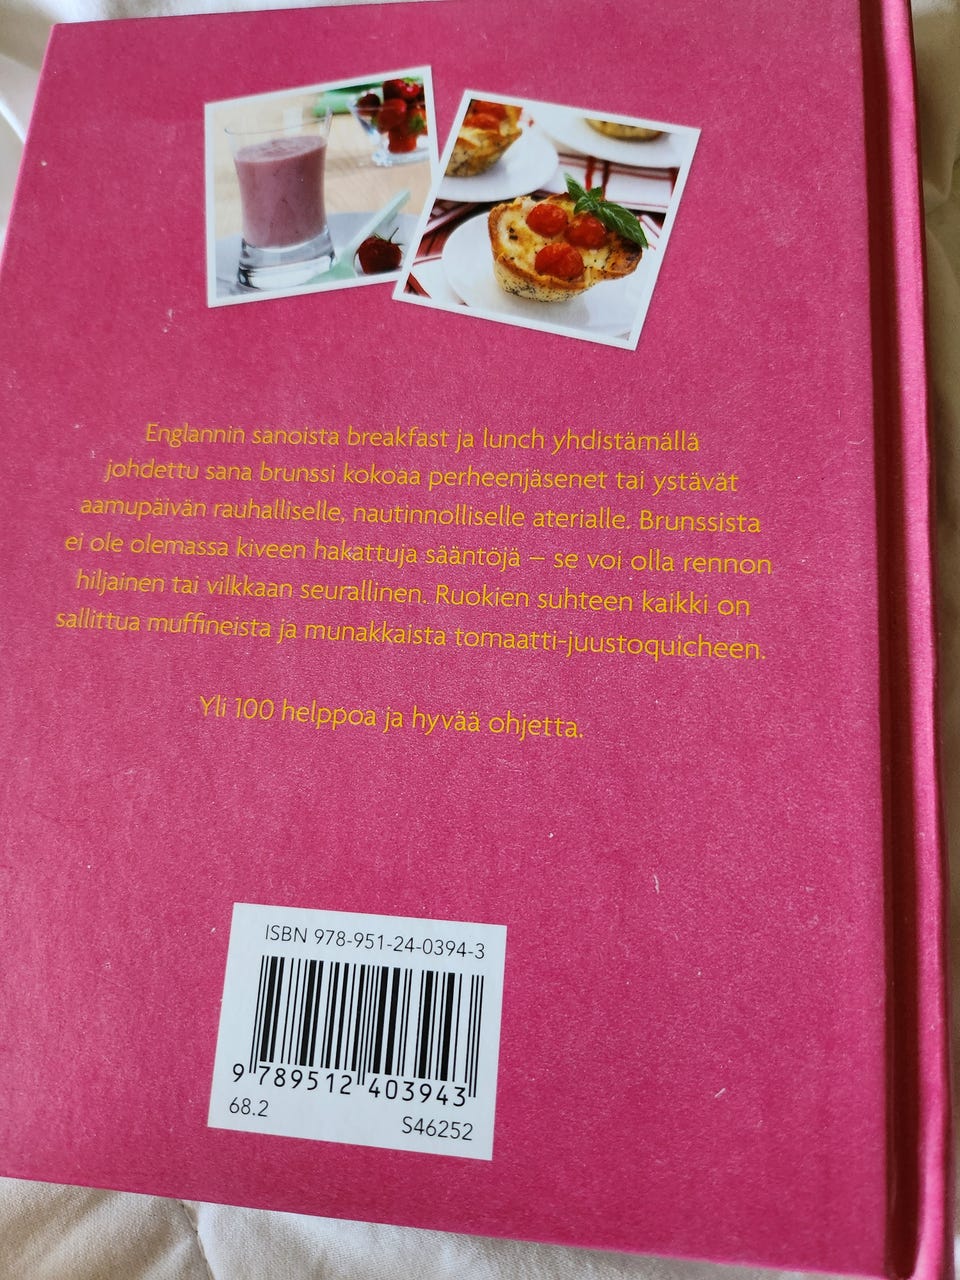 Englannin sanoista breakfast ja lunch yhdistämällä
johdettu sana brunssi kokoaa perheenjäsenet tai ystävät
aamupäivän rauhalliselle, nautinnolliselle aterialle. Brunssista
ei ole olemassa kiveen hakattuja sääntöjä – se voi olla rennon
hiljainen tai vilkkaan seurallinen. Ruokien suhteen kaikki on
sallittua muffineista ja munakkaista tomaatti-juustoquicheen.
Yli 100 helppoa ja hyvää ohjetta.
ISBN 978-951-24-0394-3
9 789512 403943
68.2 S46252